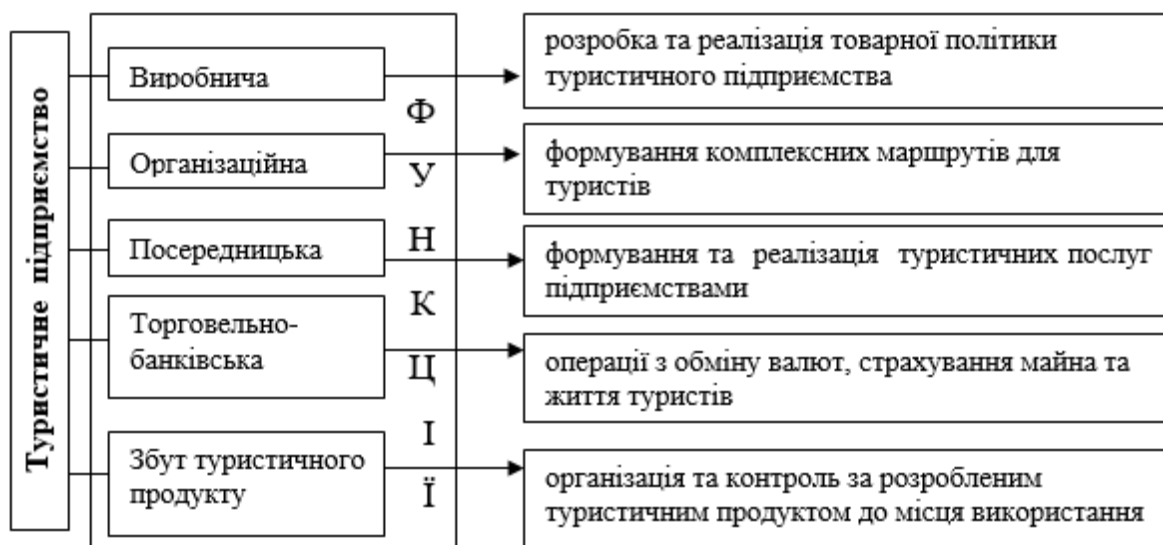 Туристичне підприємство
Виробнича
Організаційна
Посередницька
Торговельно-
банківська
Збут туристичного
продукту
Ф
У
Н
К
Ц
І
Ї
розробка та реалізація товарної політики
туристичного підприємства
формування комплексних маршрутів для
туристів
формування та реалізація туристичних послуг
підприємствами
операції з обміну валют, страхування майна та
життя туристів
організація та контроль за розробленим
туристичним продуктом до місця використання